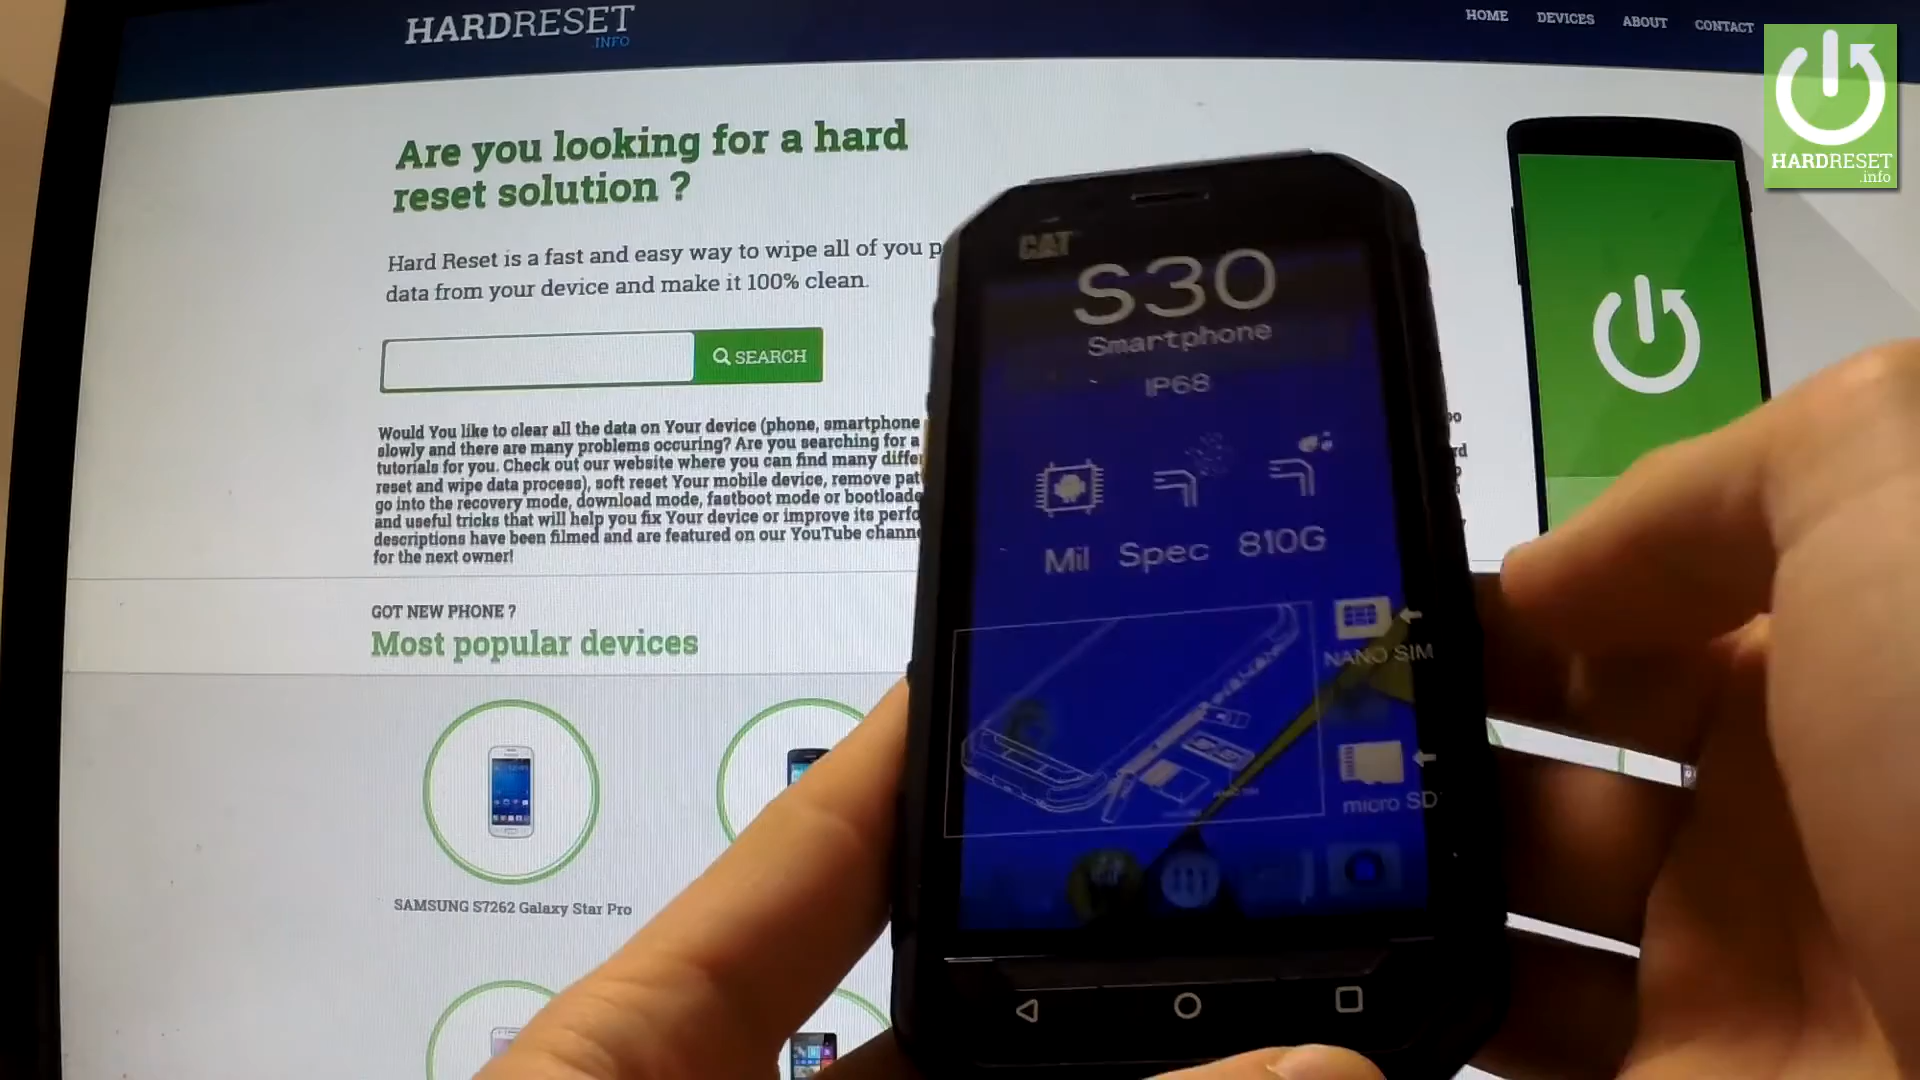 HARDRESET
.INFO
HOME DEVICES ABOUT CONTACT
HARDRESET
.info
Are you looking for a hard
reset solution ?
Hard Reset is a fast and easy way to wipe all of you
data from your device and make it 100% clean.
SEARCH
Would You like to clear all the data on Your device (phone, smartphone
slowly and there are many problems occuring? Are you searching for a
tutorials for you. Check out our website where you can find many
reset and wipe data process), soft reset Your mobile device, remove
go into the recovery mode, download mode, fastboot mode or
and useful tricks that will help you fix Your device or improve its
descriptions have been filmed and are featured on our YouTube
for the next owner!
GOT NEW PHONE ?
Most popular devices
SAMSUNG S7262 Galaxy Star Pro
CAT
S30
Smartphone
IP68
Mil Spec 810G
NANO SIM
micro SD